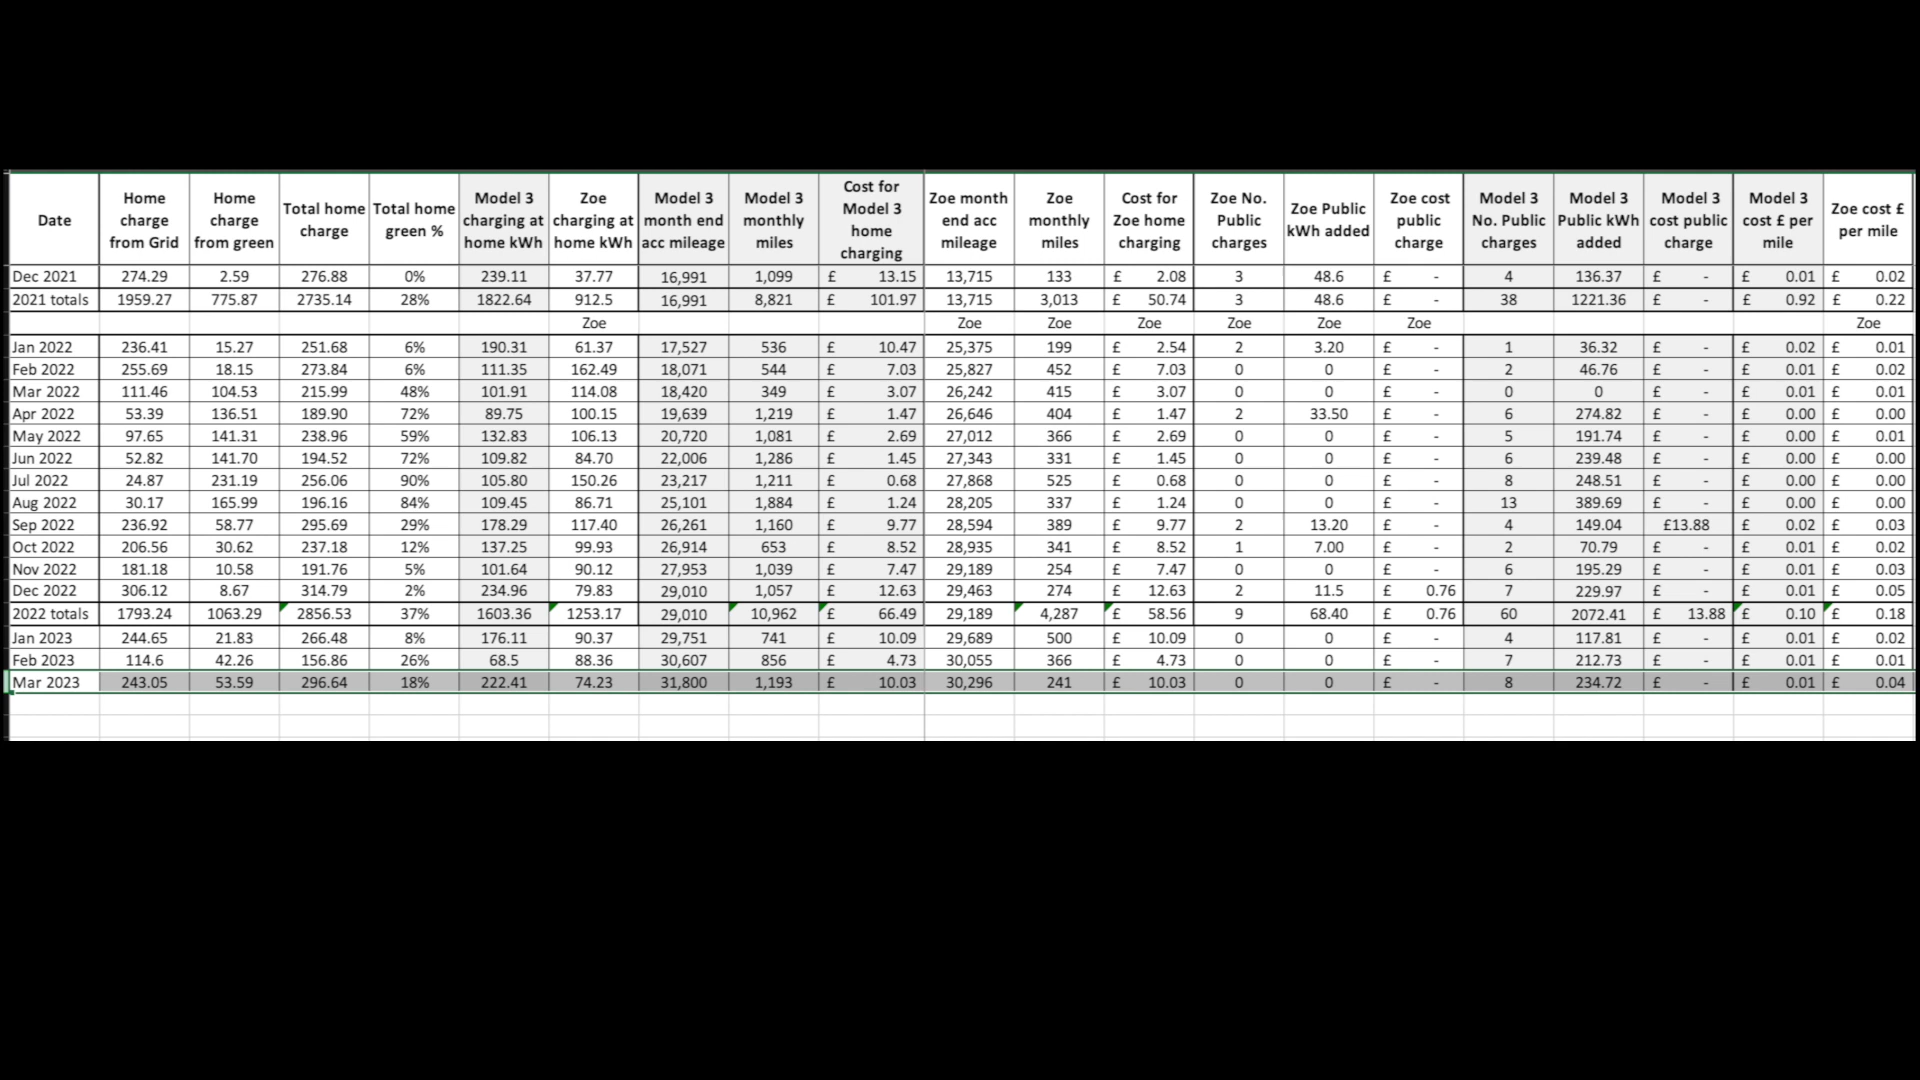 Date | Home charge from Grid | Home charge from green | Total home charge | Total home green % | Model 3 charging at home kWh | Zoe charging at home kWh | Model 3 month end acc mileage | Model 3 monthly miles | Cost for Model 3 home charging | Zoe month end acc mileage | Zoe monthly miles | Cost for Zoe home charging | Zoe No. Public charges | Zoe Public kWh added | Zoe cost public charge | Model 3 No. Public charges | Model 3 Public kWh added | Model 3 cost public charge | Model 3 cost £ per mile | Zoe cost £ per mile
Dec 2021 274.29 2.59 276.88 0% 239.11 37.77 16,991 1,099 £ 13.15 13,715 133 £ 2.08 3 48.6 £ - 4 136.37 £ - £ 0.01 £ 0.02
2021 totals 1959.27 775.87 2735.14 28% 1822.64 912.5 16,991 8,821 £ 101.97 13,715 3,013 £ 50.74 3 48.6 £ - 38 1221.36 £ - £ 0.92 £ 0.22
Zoe Zoe Zoe Zoe Zoe Zoe Zoe Zoe
Jan 2022 236.41 15.27 251.68 6% 190.31 61.37 17,527 536 £ 10.47 25,375 199 £ 2.54 2 3.20 £ - 1 36.32 £ - £ 0.02 £ 0.01
Feb 2022 255.69 18.15 273.84 6% 111.35 162.49 18,071 544 £ 7.03 25,827 452 £ 7.03 0 0 £ - 2 46.76 £ - £ 0.01 £ 0.02
Mar 2022 111.46 104.53 215.99 48% 101.91 114.08 18,420 349 £ 3.07 26,242 415 £ 3.07 0 0 £ - 0 0 £ - £ 0.01 £ 0.01
Apr 2022 53.39 136.51 189.90 72% 89.75 100.15 19,639 1,219 £ 1.47 26,646 404 £ 1.47 2 33.50 £ - 6 274.82 £ - £ 0.00 £ 0.00
May 2022 97.65 141.31 238.96 59% 132.83 106.13 20,720 1,081 £ 2.69 27,012 366 £ 2.69 0 0 £ - 5 191.74 £ - £ 0.00 £ 0.01
Jun 2022 52.82 141.70 194.52 72% 109.82 84.70 22,006 1,286 £ 1.45 27,343 331 £ 1.45 0 0 £ - 6 239.48 £ - £ 0.00 £ 0.00
Jul 2022 24.87 231.19 256.06 90% 105.80 150.26 23,217 1,211 £ 0.68 27,868 525 £ 0.68 0 0 £ - 8 248.51 £ - £ 0.00 £ 0.00
Aug 2022 30.17 165.99 196.16 84% 109.45 86.71 25,101 1,884 £ 1.24 28,205 337 £ 1.24 0 0 £ - 13 389.69 £ - £ 0.00 £ 0.00
Sep 2022 236.92 58.77 295.69 29% 178.29 117.40 26,261 1,160 £ 9.77 28,594 389 £ 9.77 2 13.20 £ - 4 149.04 £13.88 £ 0.02 £ 0.03
Oct 2022 206.56 30.62 237.18 12% 137.25 99.93 26,914 653 £ 8.52 28,935 341 £ 8.52 1 7.00 £ - 2 70.79 £ - £ 0.01 £ 0.02
Nov 2022 181.18 10.58 191.76 5% 101.64 90.12 27,953 1,039 £ 7.47 29,189 254 £ 7.47 0 0 £ - 6 195.29 £ - £ 0.01 £ 0.03
Dec 2022 306.12 8.67 314.79 2% 234.96 79.83 29,010 1,057 £ 12.63 29,463 274 £ 12.63 2 11.5 £ 0.76 7 229.97 £ - £ 0.01 £ 0.05
2022 totals 1793.24 1063.29 2856.53 37% 1603.36 1253.17 29,010 10,962 £ 66.49 29,189 4,287 £ 58.56 9 68.40 £ 0.76 60 2072.41 £ 13.88 £ 0.10 £ 0.18
Jan 2023 244.65 21.83 266.48 8% 176.11 90.37 29,751 741 £ 10.09 29,689 500 £ 10.09 0 0 £ - 4 117.81 £ - £ 0.01 £ 0.02
Feb 2023 114.6 42.26 156.86 26% 68.5 88.36 30,607 856 £ 4.73 30,055 366 £ 4.73 0 0 £ - 7 212.73 £ - £ 0.01 £ 0.01
Mar 2023 243.05 53.59 296.64 18% 222.41 74.23 31,800 1,193 £ 10.03 30,296 241 £ 10.03 0 0 £ - 8 234.72 £ - £ 0.01 £ 0.04